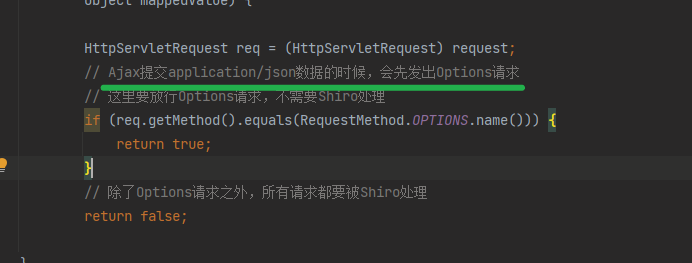 Object mappedValue) {
HttpServletRequest req = (HttpServletRequest) request;
// Ajax提交application/json数据的时候，会先发出Options请求
// 这里要放行Options请求，不需要Shiro处理
if (req.getMethod().equals(RequestMethod.OPTIONS.name())) {
return true;
}
// 除了Options请求之外，所有请求都要被Shiro处理
return false;
}